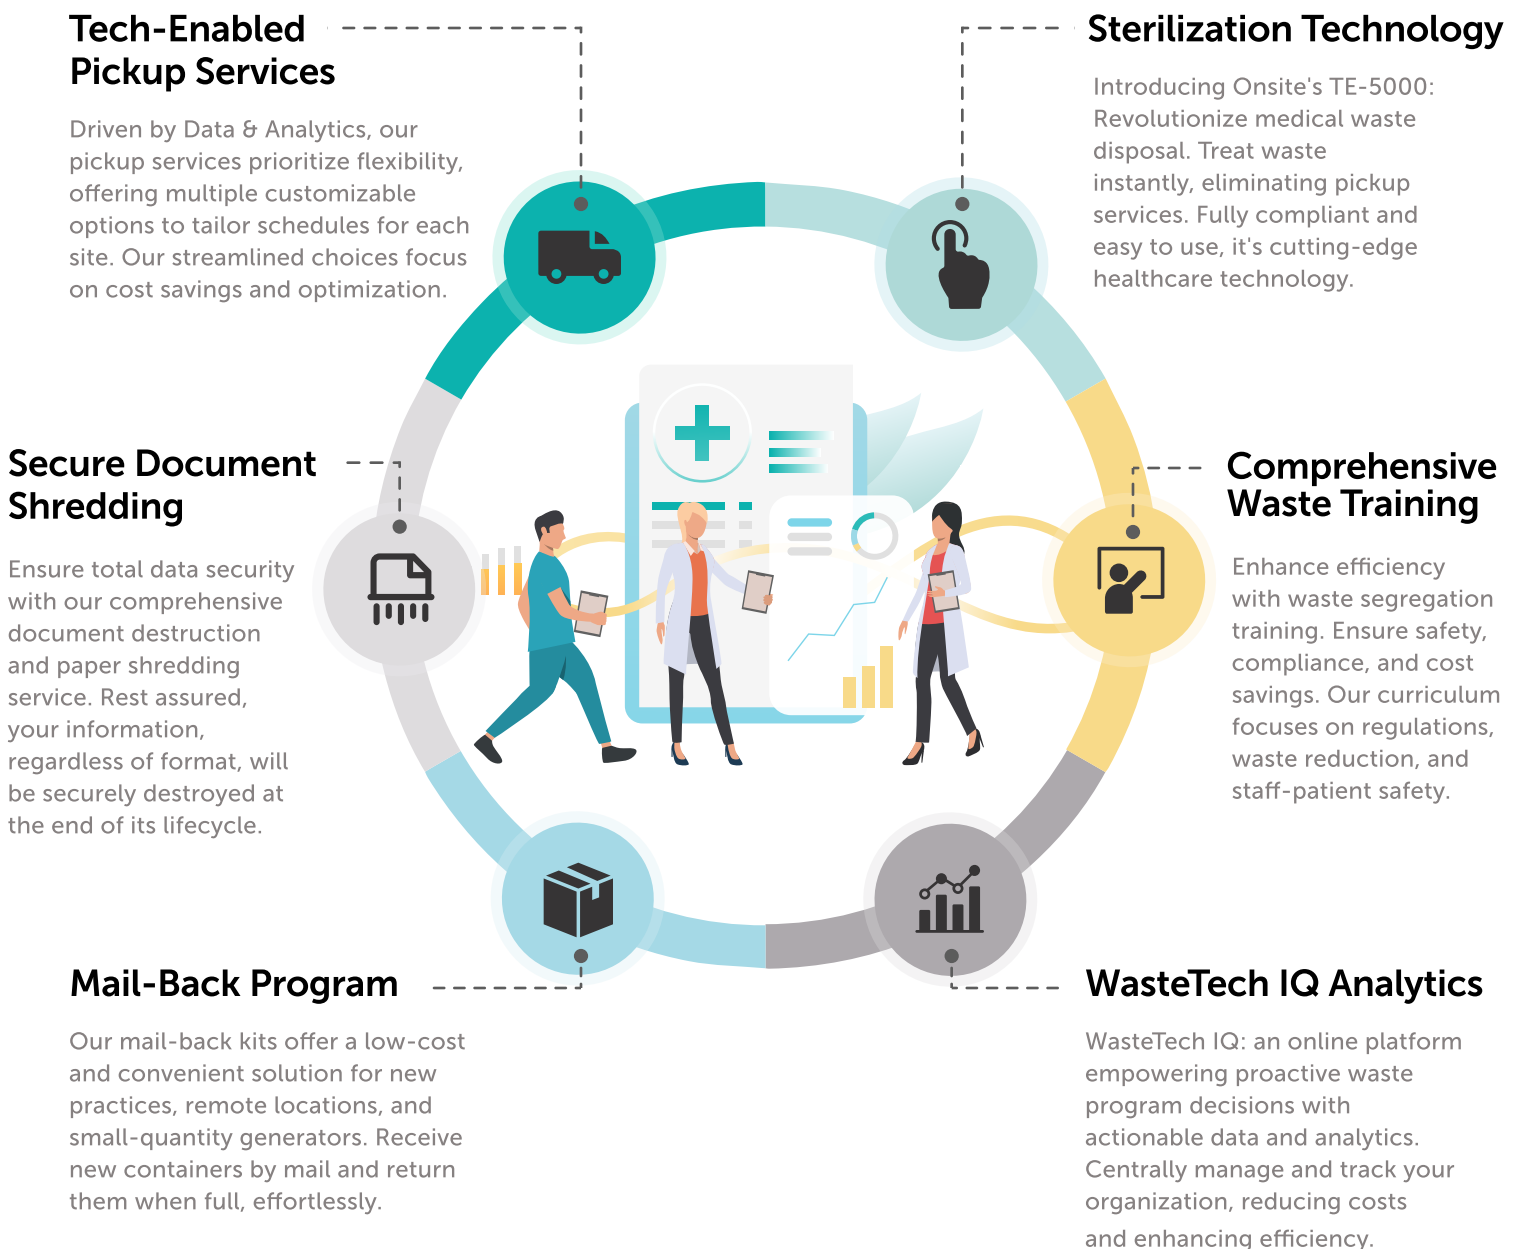 Tech-Enabled
Pickup Services
Driven by Data & Analytics, our
pickup services prioritize flexibility,
offering multiple customizable
options to tailor schedules for each
site. Our streamlined choices focus
on cost savings and optimization.
Sterilization Technology
Introducing Onsite's TE-5000:
Revolutionize medical waste
disposal. Treat waste
instantly, eliminating pickup
services. Fully compliant and
easy to use, it's cutting-edge
healthcare technology.
Secure Document
Shredding
Ensure total data security
with our comprehensive
document destruction
and paper shredding
service. Rest assured,
your information,
regardless of format, will
be securely destroyed at
the end of its lifecycle.
Comprehensive
Waste Training
Enhance efficiency
with waste segregation
training. Ensure safety,
compliance, and cost
savings. Our curriculum
focuses on regulations,
waste reduction, and
staff-patient safety.
Mail-Back Program
Our mail-back kits offer a low-cost
and convenient solution for new
practices, remote locations, and
small-quantity generators. Receive
new containers by mail and return
them when full, effortlessly.
WasteTech IQ Analytics
WasteTech IQ: an online platform
empowering proactive waste
program decisions with
actionable data and analytics.
Centrally manage and track your
organization, reducing costs
and enhancing efficiency.